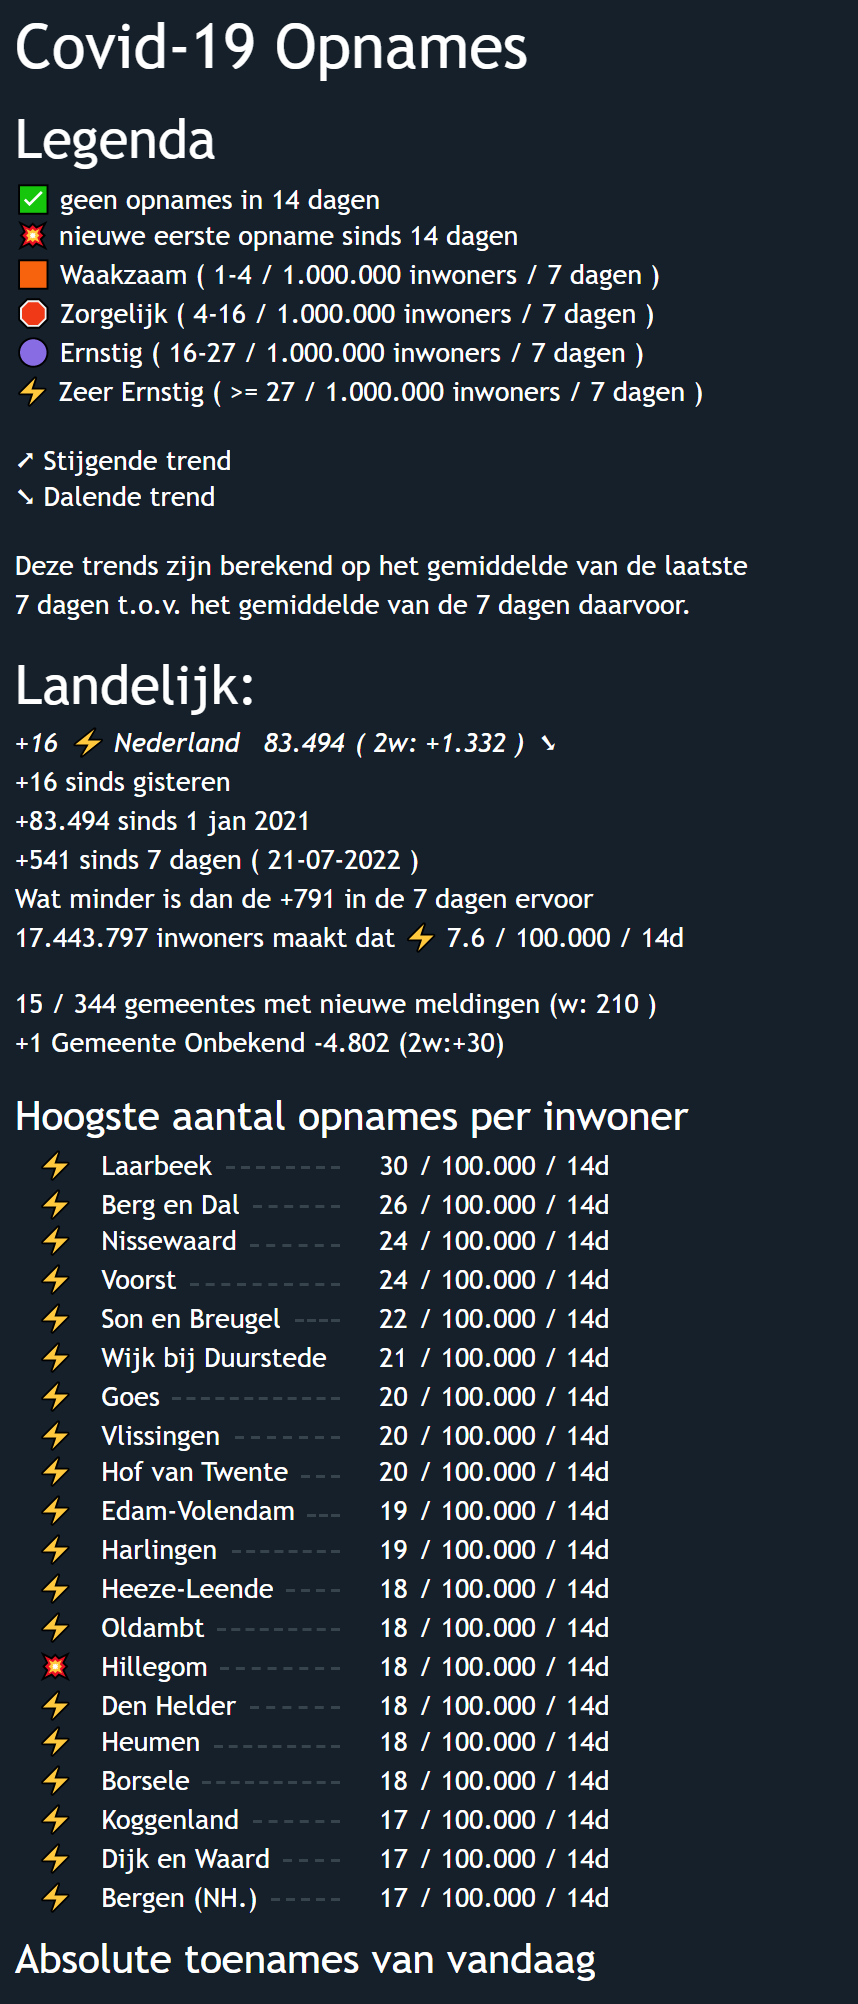 Covid-19 Opnames
Legenda
✅ geen opnames in 14 dagen
💥 nieuwe eerste opname sinds 14 dagen
🟧 Waakzaam ( 1-4 / 1.000.000 inwoners / 7 dagen )
🛑 Zorgelijk ( 4-16 / 1.000.000 inwoners / 7 dagen )
🟣 Ernstig ( 16-27 / 1.000.000 inwoners / 7 dagen )
⚡ Zeer Ernstig ( >= 27 / 1.000.000 inwoners / 7 dagen )
➚ Stijgende trend
➘ Dalende trend
Deze trends zijn berekend op het gemiddelde van de laatste
7 dagen t.o.v. het gemiddelde van de 7 dagen daarvoor.
Landelijk:
+16 ⚡ Nederland 83.494 ( 2w: +1.332 ) ➘
+16 sinds gisteren
+83.494 sinds 1 jan 2021
+541 sinds 7 dagen ( 21-07-2022 )
Wat minder is dan de +791 in de 7 dagen ervoor
17.443.797 inwoners maakt dat ⚡ 7.6 / 100.000 / 14d
15 / 344 gemeentes met nieuwe meldingen (w: 210 )
+1 Gemeente Onbekend -4.802 (2w:+30)
Hoogste aantal opnames per inwoner
⚡ Laarbeek -------- 30 / 100.000 / 14d
⚡ Berg en Dal ------ 26 / 100.000 / 14d
⚡ Nissewaard ------ 24 / 100.000 / 14d
⚡ Voorst ---------- 24 / 100.000 / 14d
⚡ Son en Breugel ---- 22 / 100.000 / 14d
⚡ Wijk bij Duurstede 21 / 100.000 / 14d
⚡ Goes ----------- 20 / 100.000 / 14d
⚡ Vlissingen ------- 20 / 100.000 / 14d
⚡ Hof van Twente --- 20 / 100.000 / 14d
⚡ Edam-Volendam --- 19 / 100.000 / 14d
⚡ Harlingen -------- 19 / 100.000 / 14d
⚡ Heeze-Leende ---- 18 / 100.000 / 14d
⚡ Oldambt --------- 18 / 100.000 / 14d
💥 Hillegom -------- 18 / 100.000 / 14d
⚡ Den Helder ------ 18 / 100.000 / 14d
⚡ Heumen --------- 18 / 100.000 / 14d
⚡ Borsele ---------- 18 / 100.000 / 14d
⚡ Koggenland ------ 17 / 100.000 / 14d
⚡ Dijk en Waard ---- 17 / 100.000 / 14d
⚡ Bergen (NH.) ----- 17 / 100.000 / 14d
Absolute toenames van vandaag